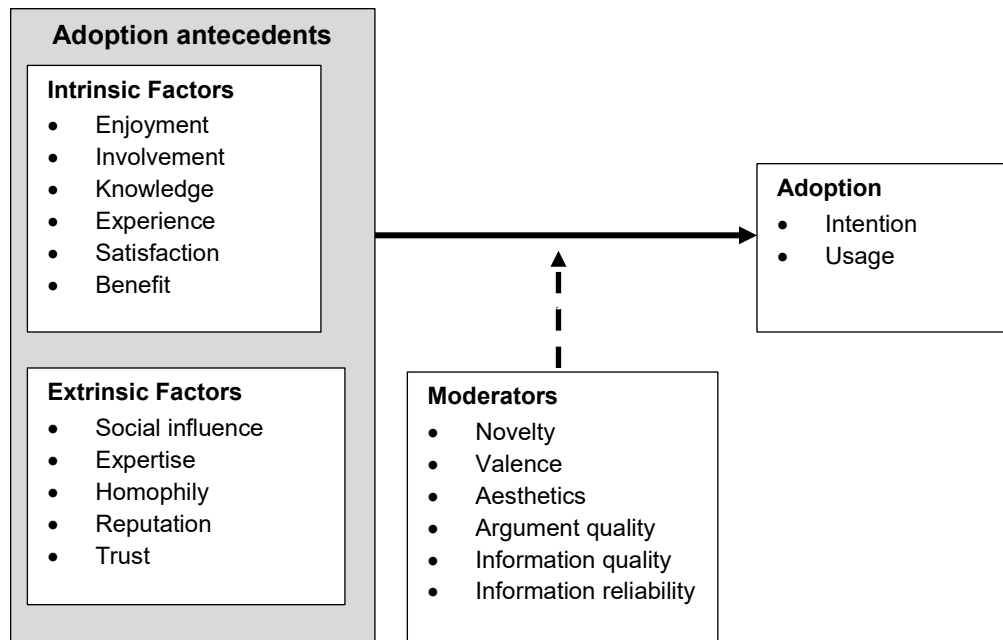 Adoption antecedents
Intrinsic Factors
• Enjoyment
• Involvement
• Knowledge
• Experience
• Satisfaction
• Benefit
Extrinsic Factors
• Social influence
• Expertise
• Homophily
• Reputation
• Trust
Moderators
• Novelty
• Valence
• Aesthetics
• Argument quality
• Information quality
• Information reliability
Adoption
• Intention
• Usage